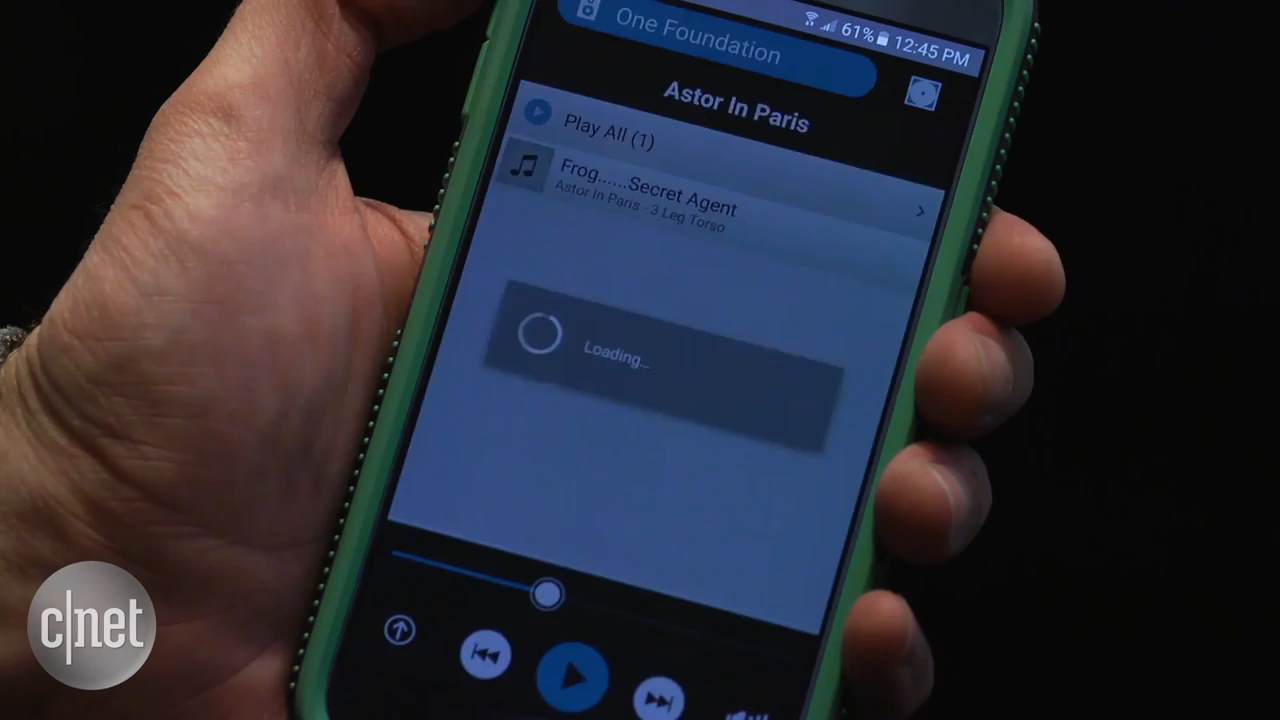 One Foundation
61% 12:45 PM
Astor In Paris
Play All (1)
Frog......Secret Agent
Astor In Paris - 3 Leg Torso
Loading...
c|net